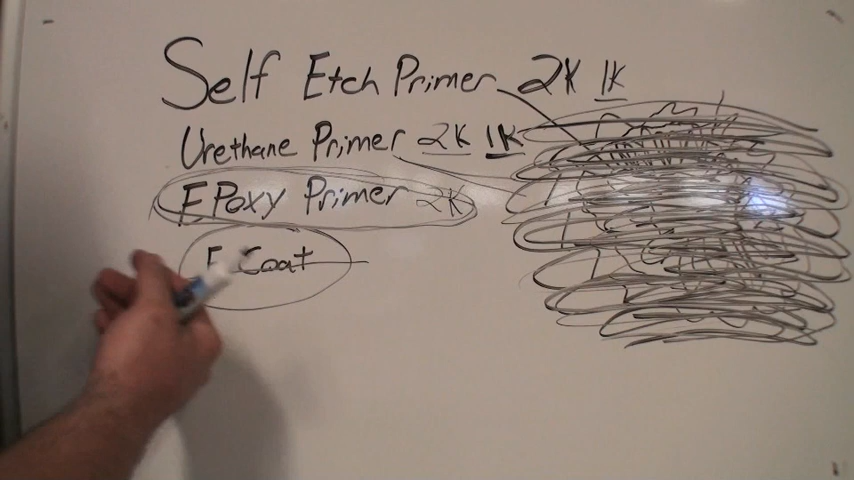 Self Etch Primer 2K 1K
Urethane Primer 2K 1K
EPoxy Primer 2K
E Coat